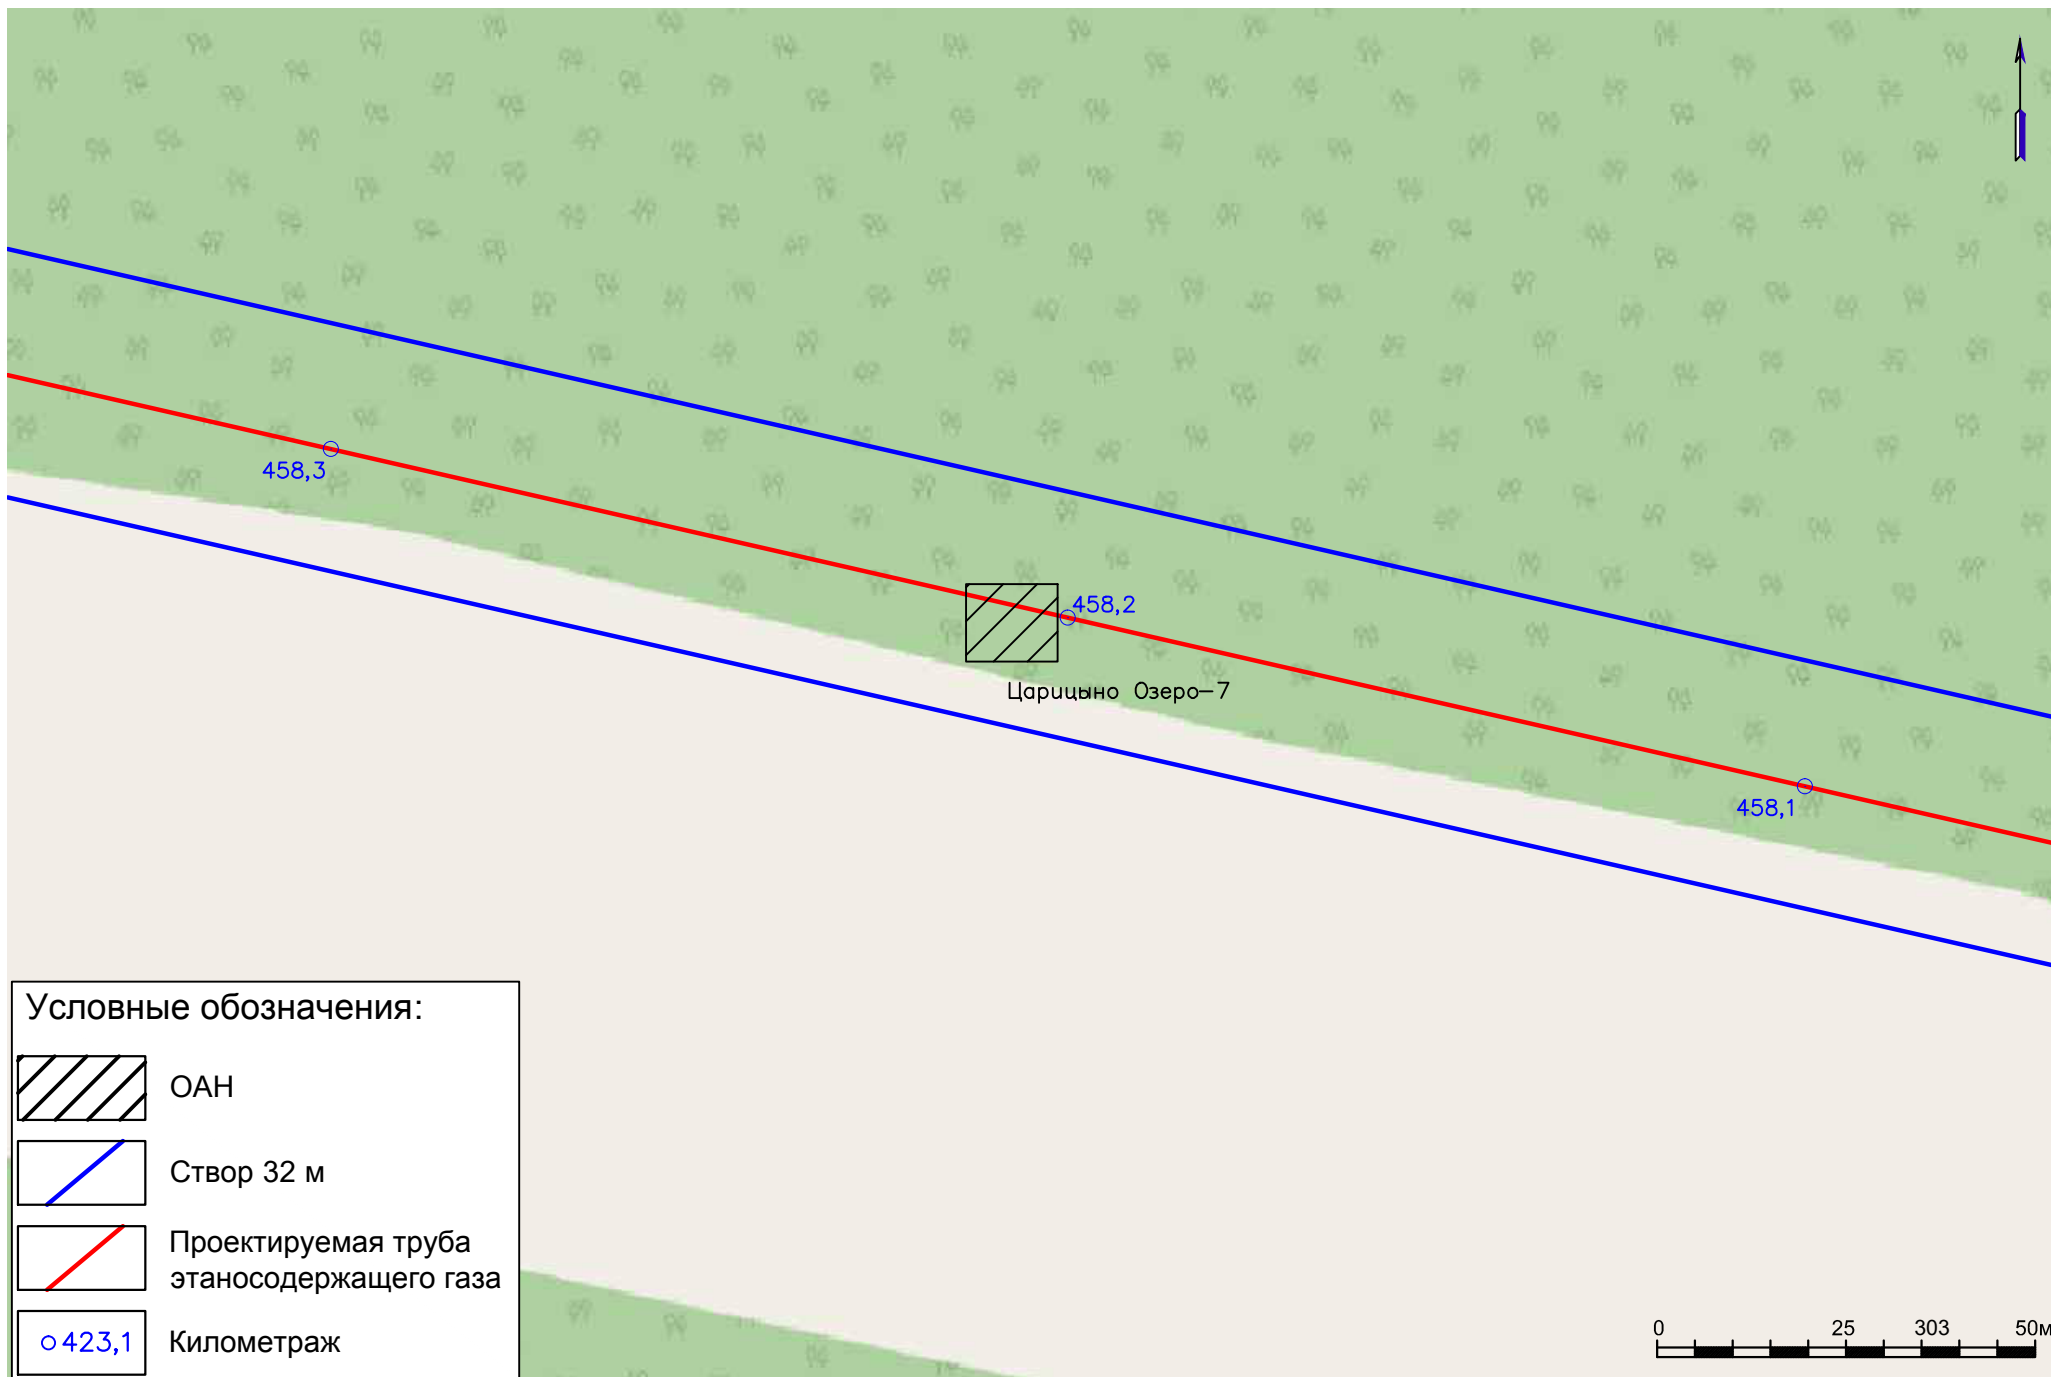 458,3
458,2
Царицыно Озеро-7
458,1
Условные обозначения:
ОАН
Створ 32 м
Проектируемая труба
этаносодержащего газа
423,1 Километраж
0 25 303 50м